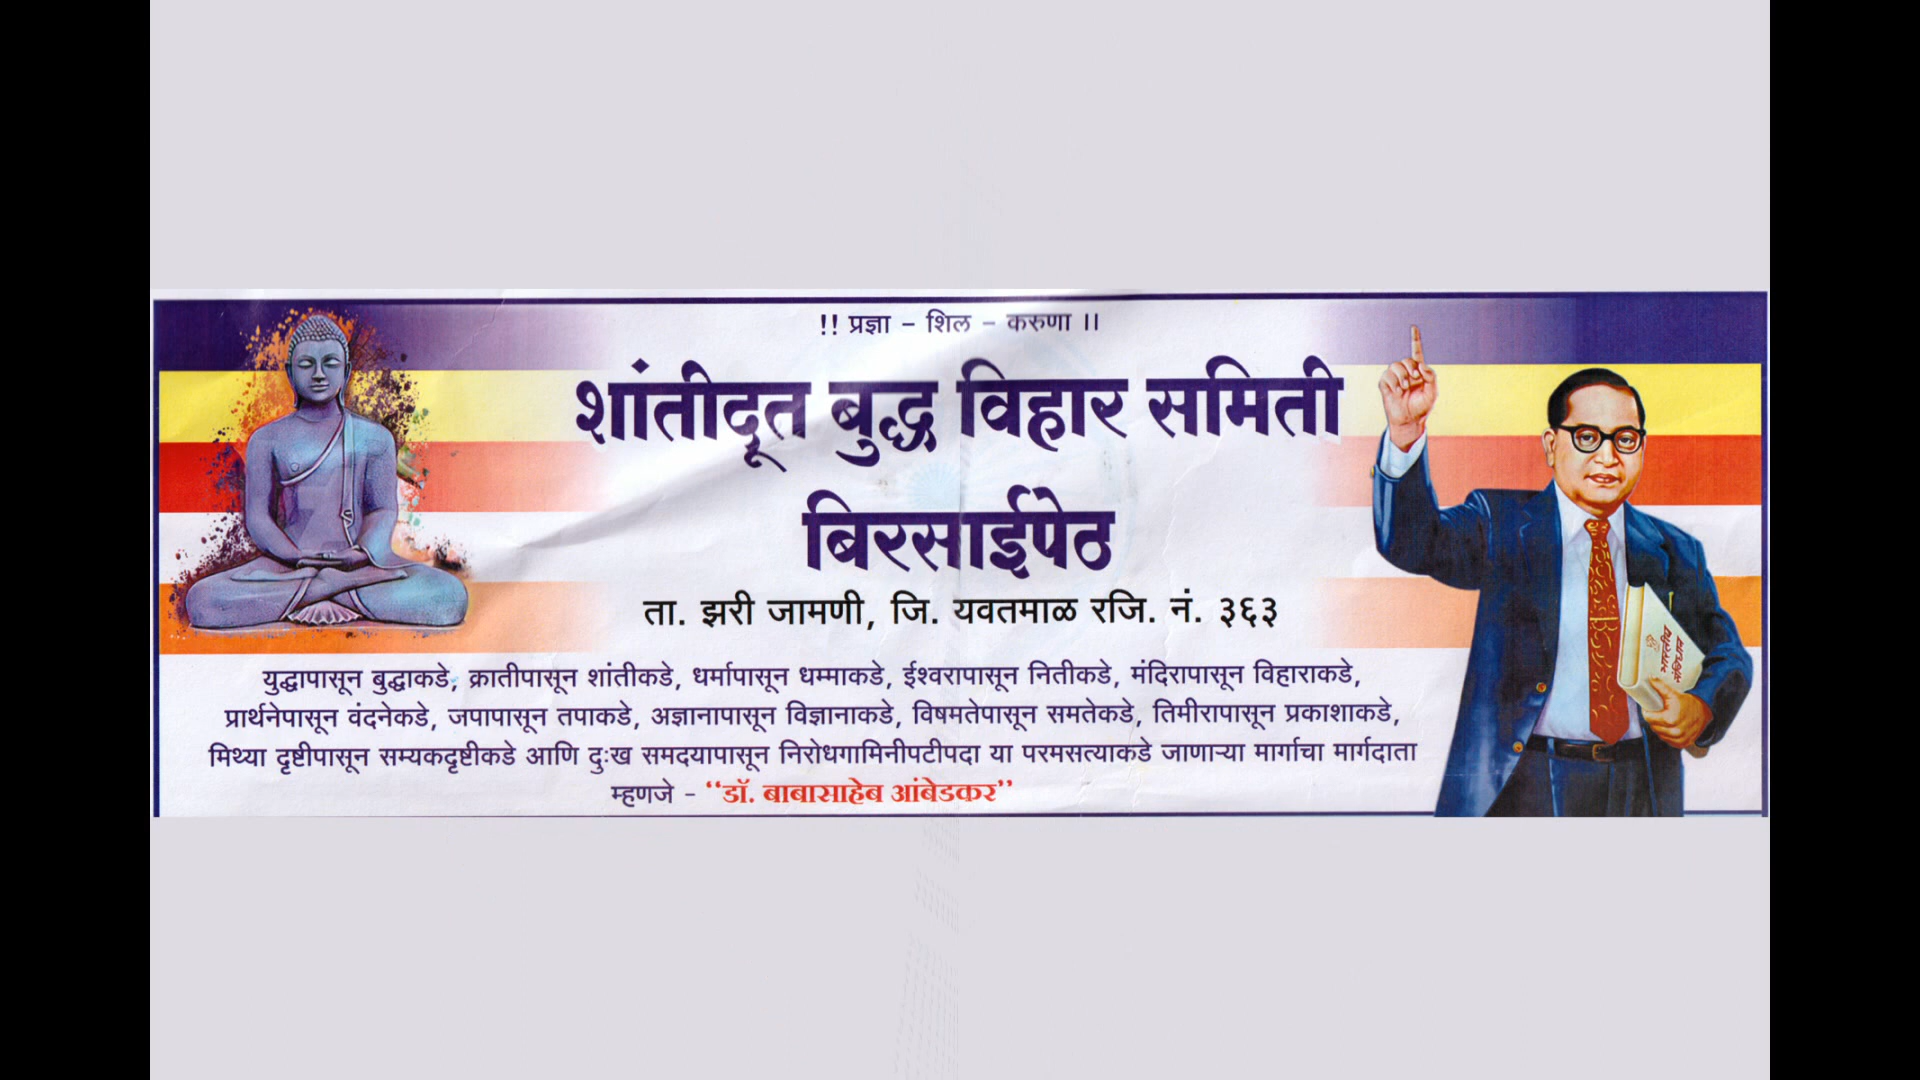 !! प्रज्ञा - शिल - करुणा ।।
शांतीदूत बुद्ध विहार समिती
बिरसाईपेठ
ता. झरी जामणी, जि. यवतमाळ रजि. नं. ३६३
युद्धापासून बुद्धाकडे, क्रातीपासून शांतीकडे, धर्मापासून धम्माकडे, ईश्वरापासून नितीकडे, मंदिरापासून विहाराकडे,
प्रार्थनेपासून वंदनेकडे, जपापासून तपाकडे, अज्ञानापासून विज्ञानाकडे, विषमतेपासून समतेकडे, तिमीरापासून प्रकाशाकडे,
मिथ्या दृष्टीपासून सम्यकदृष्टीकडे आणि दुःख समदयापासून निरोधगामिनीपटीपदा या परमसत्याकडे जाणाऱ्या मार्गाचा मार्गदाता
म्हणजे - “डॉ. बाबासाहेब आंबेडकर”
भारतीय
संविधान